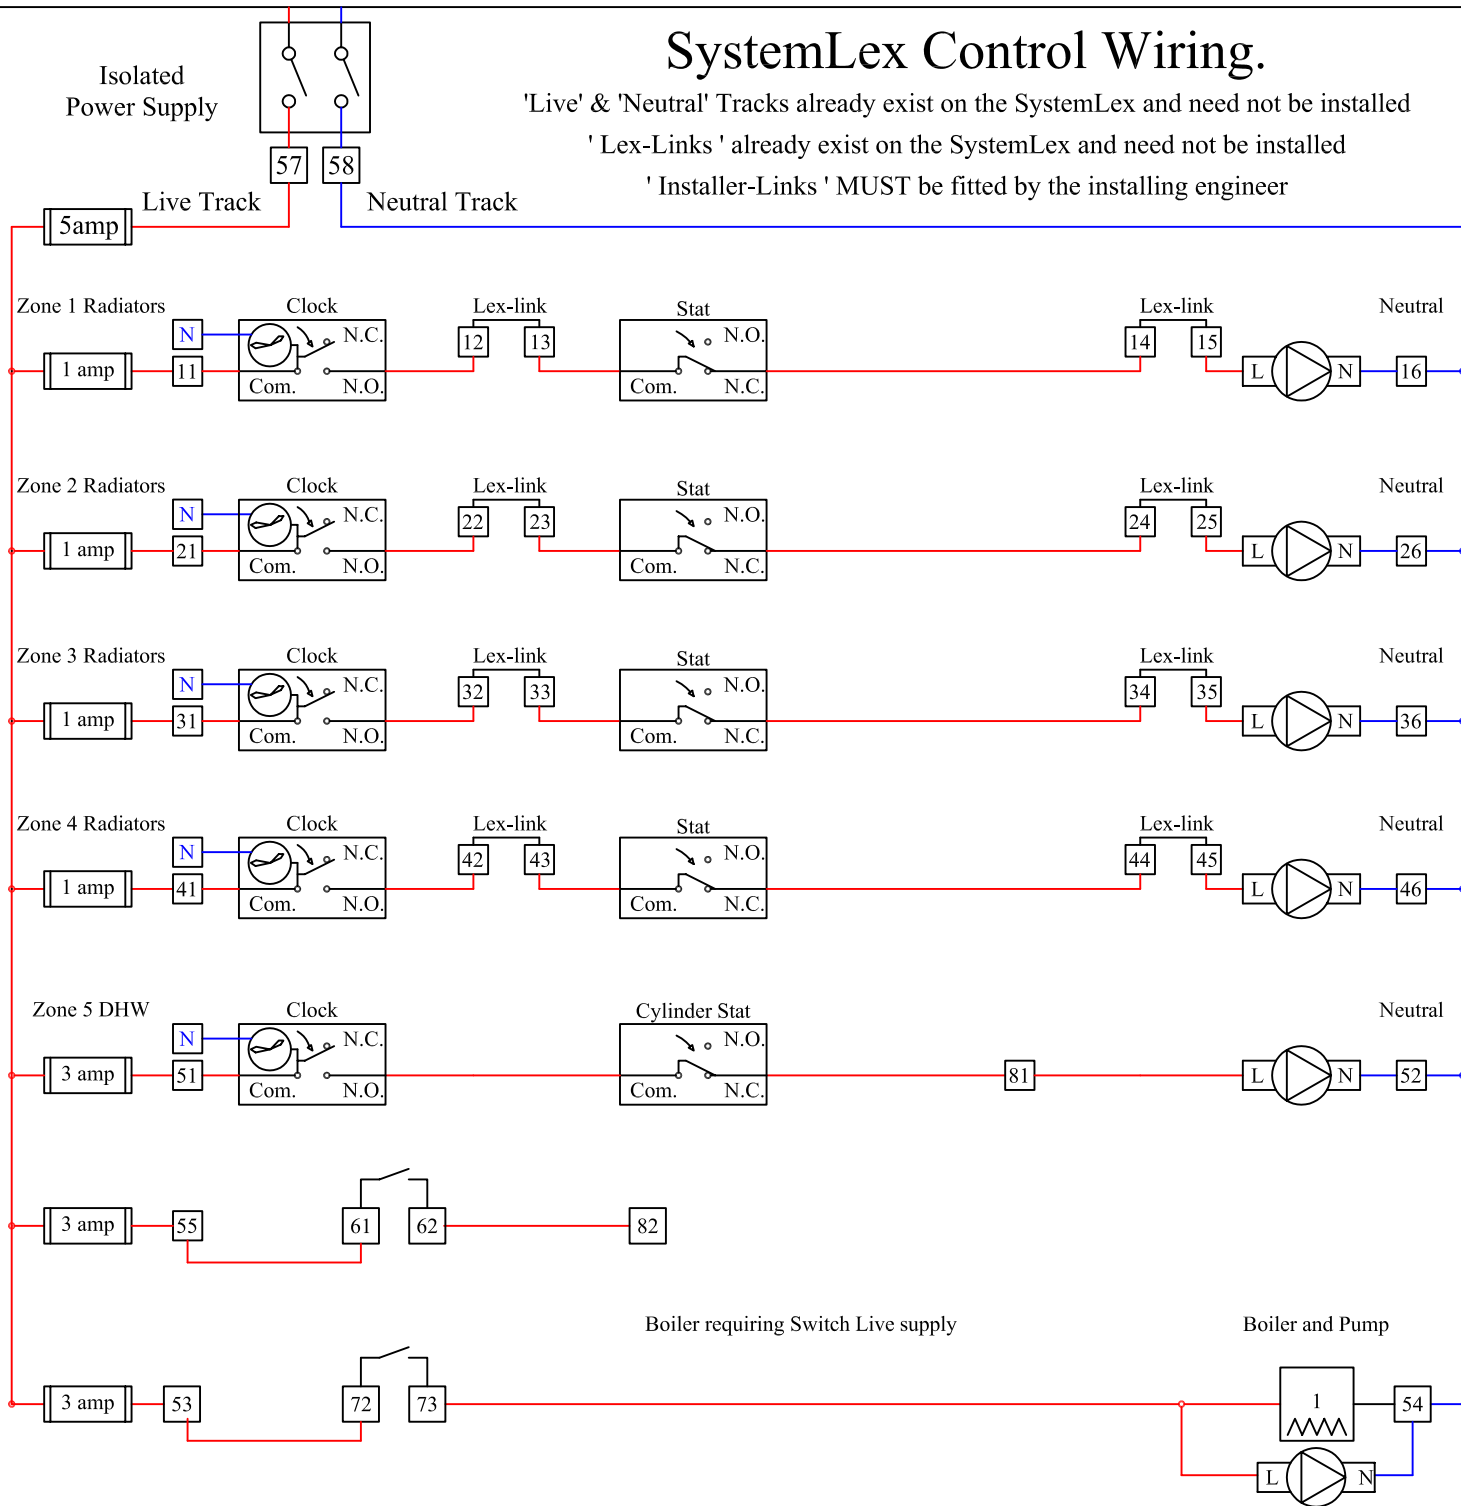 SystemLex Control Wiring.
Isolated
Power Supply
'Live' & 'Neutral' Tracks already exist on the SystemLex and need not be installed
' Lex-Links ' already exist on the SystemLex and need not be installed
' Installer-Links ' MUST be fitted by the installing engineer
57 58
Live Track Neutral Track
5amp
Zone 1 Radiators Clock Lex-link Stat Lex-link Neutral
N N.C. 12 13 N.O. 14 15
1 amp 11 L N 16
Com. N.O. Com. N.C.
Zone 2 Radiators Clock Lex-link Stat Lex-link Neutral
N N.C. 22 23 N.O. 24 25
1 amp 21 L N 26
Com. N.O. Com. N.C.
Zone 3 Radiators Clock Lex-link Stat Lex-link Neutral
N N.C. 32 33 N.O. 34 35
1 amp 31 L N 36
Com. N.O. Com. N.C.
Zone 4 Radiators Clock Lex-link Stat Lex-link Neutral
N N.C. 42 43 N.O. 44 45
1 amp 41 L N 46
Com. N.O. Com. N.C.
Zone 5 DHW Clock Cylinder Stat Neutral
N N.C. N.O.
3 amp 51 81 L N 52
Com. N.O. Com. N.C.
3 amp 55 61 62 82
Boiler requiring Switch Live supply Boiler and Pump
3 amp 53 72 73 1 54
L N